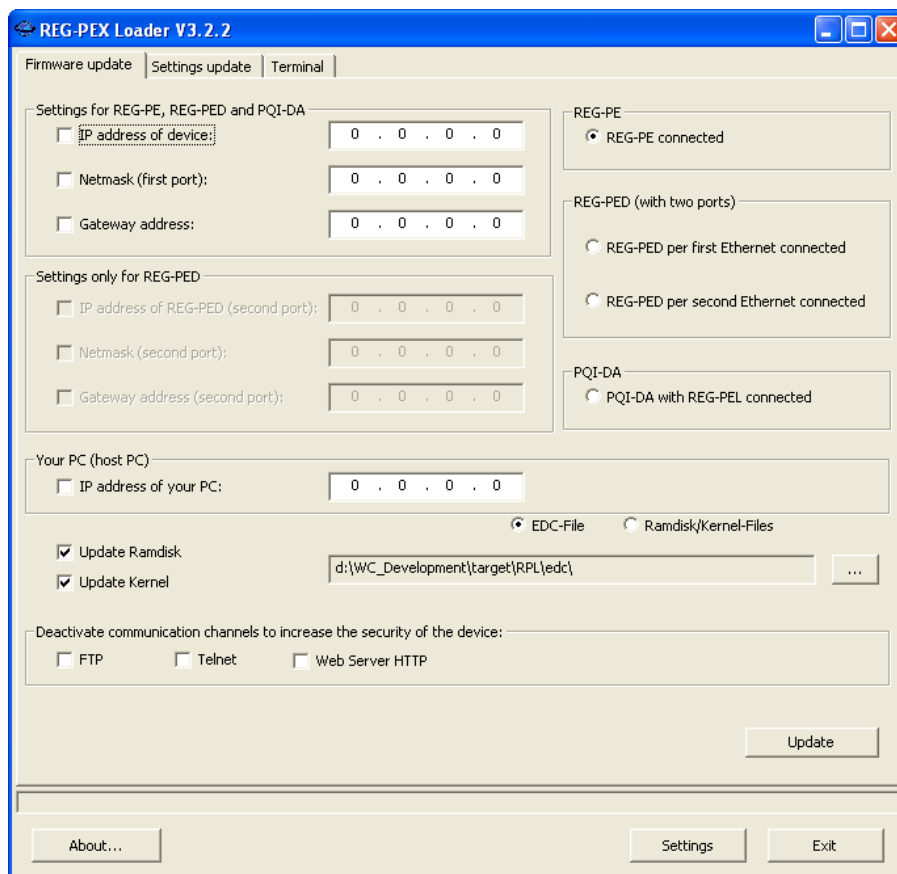 REG-PEX Loader V3.2.2
Firmware update Settings update Terminal
Settings for REG-PE, REG-PED and PQI-DA
IP address of device: 0 . 0 . 0 . 0
Netmask (first port): 0 . 0 . 0 . 0
Gateway address: 0 . 0 . 0 . 0
REG-PE
REG-PE connected
REG-PED (with two ports)
REG-PED per first Ethernet connected
REG-PED per second Ethernet connected
Settings only for REG-PED
IP address of REG-PED (second port): 0 . 0 . 0 . 0
Netmask (second port): 0 . 0 . 0 . 0
Gateway address (second port): 0 . 0 . 0 . 0
PQI-DA
PQI-DA with REG-PEL connected
Your PC (host PC)
IP address of your PC: 0 . 0 . 0 . 0
EDC-File Ramdisk/Kernel-Files
Update Ramdisk
Update Kernel
d:\WC_Development\target\RPL\edc\ ...
Deactivate communication channels to increase the security of the device:
FTP Telnet Web Server HTTP
Update
About... Settings Exit